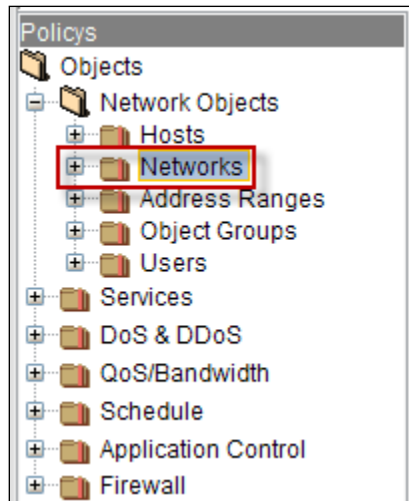 Policys
Objects
Network Objects
Hosts
Networks
Address Ranges
Object Groups
Users
Services
DoS & DDoS
QoS/Bandwidth
Schedule
Application Control
Firewall